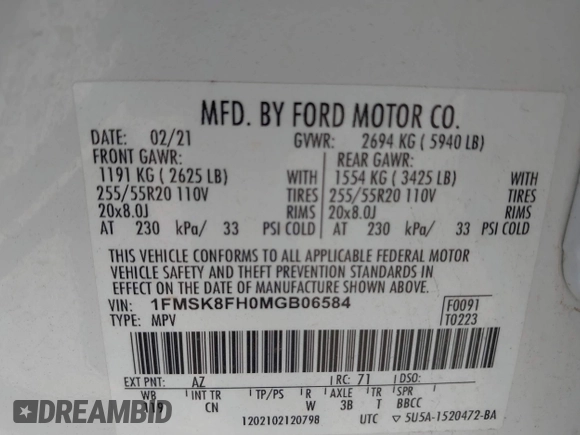 MFD. BY FORD MOTOR CO.
DATE: 02/21 GVWR: 2694 KG ( 5940 LB)
FRONT GAWR: REAR GAWR:
1191 KG ( 2625 LB) WITH 1554 KG ( 3425 LB) WITH
255/55R20 110V TIRES 255/55R20 110V TIRES
20x8.0J RIMS 20x8.0J RIMS
AT 230 kPa/ 33 PSI COLD AT 230 kPa/ 33 PSI COLD
THIS VEHICLE CONFORMS TO ALL APPLICABLE FEDERAL MOTOR
VEHICLE SAFETY AND THEFT PREVENTION STANDARDS IN
EFFECT ON THE DATE OF MANUFACTURE SHOWN ABOVE.
VIN: 1FMSK8FH0MGB06584 F0091
TYPE: MPV T0223
EXT PNT: AZ RC: 71 DSO:
WB INT TR TP/PS R AXLE TR SPR
119 CN W 3B T BBCC
1202102120798 UTC 5U5A-1520472-BA
EPICVIN
DRIVE CONFIDENTLY